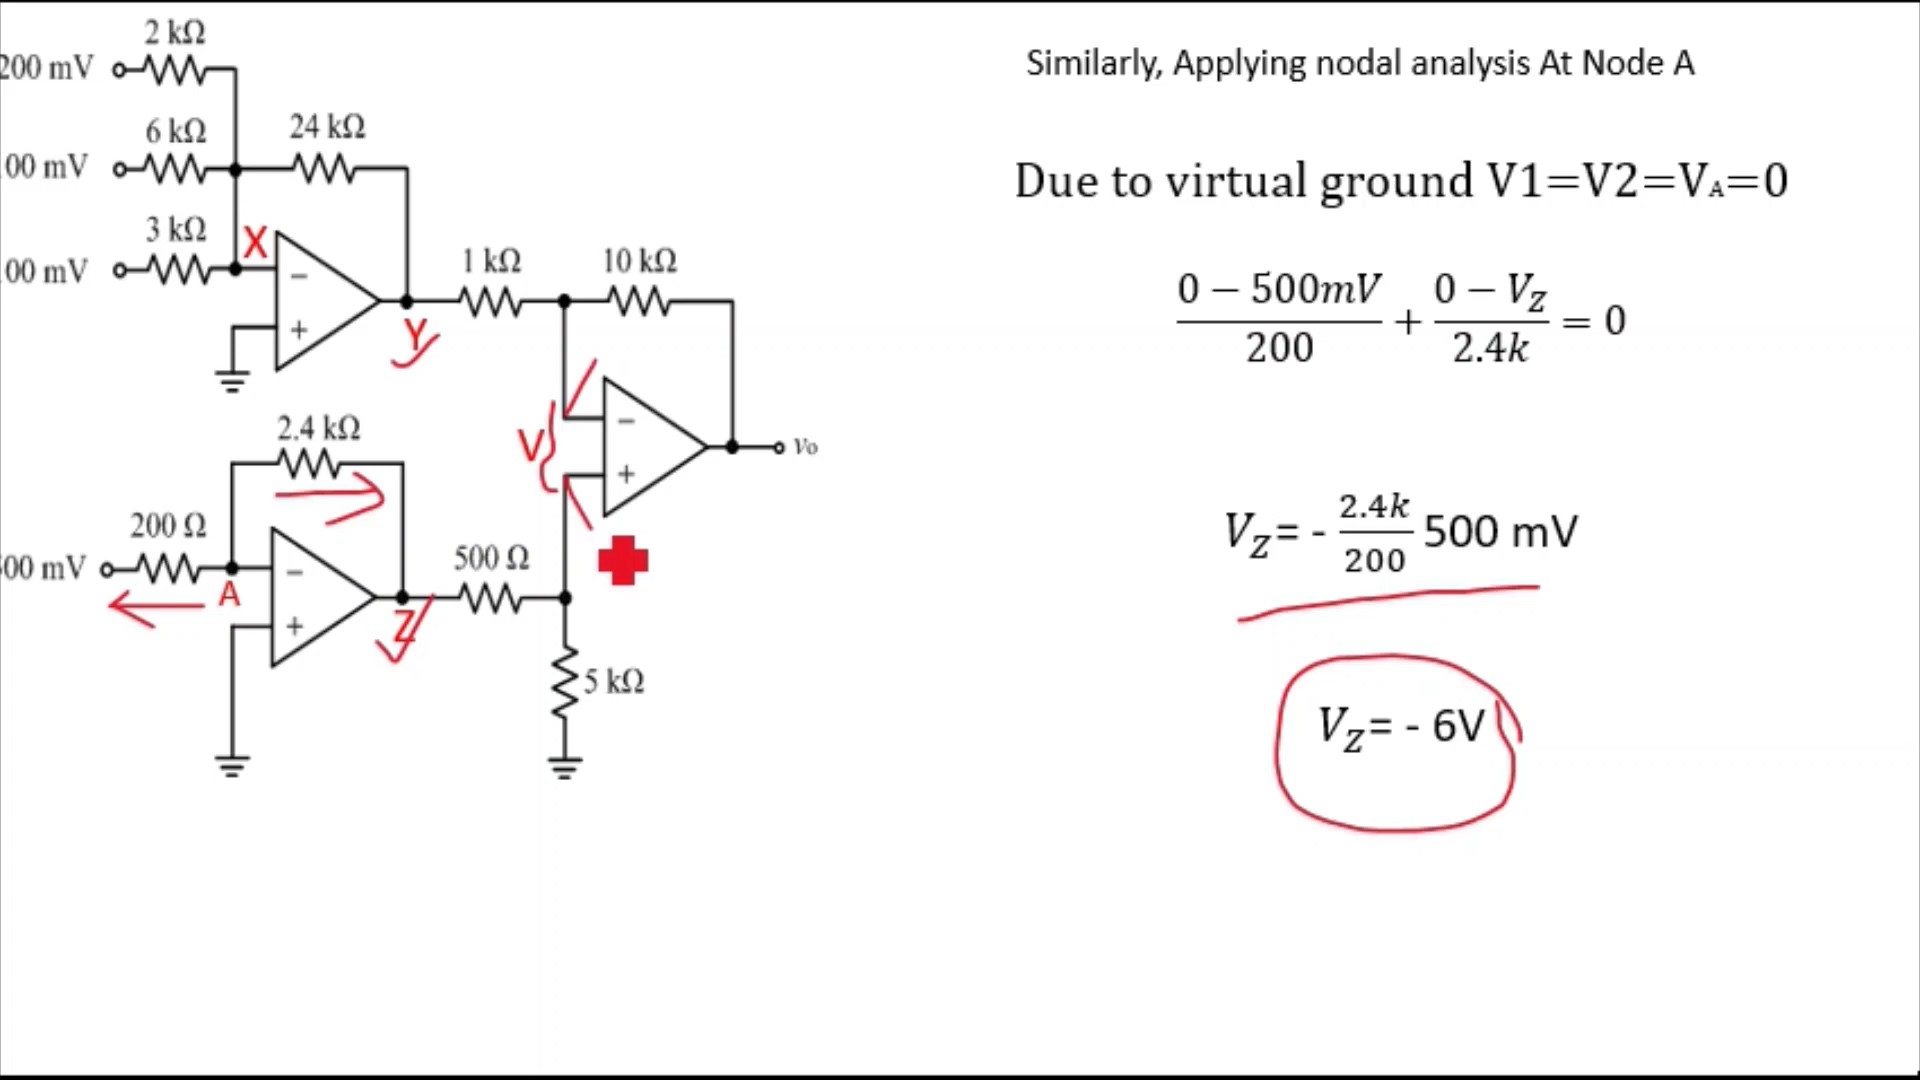 2 kΩ
200 mV
6 kΩ
24 kΩ
00 mV
3 kΩ
X
00 mV
−
+
1 kΩ
10 kΩ
Y
−
+
V
vo
2.4 kΩ
200 Ω
500 Ω
00 mV
A
−
+
Z
5 kΩ
Similarly, Applying nodal analysis At Node A
Due to virtual ground V1=V2=VA=0
0 − 500mV / 200 + 0 − VZ / 2.4k = 0
VZ= - 2.4k / 200 500 mV
VZ= - 6V